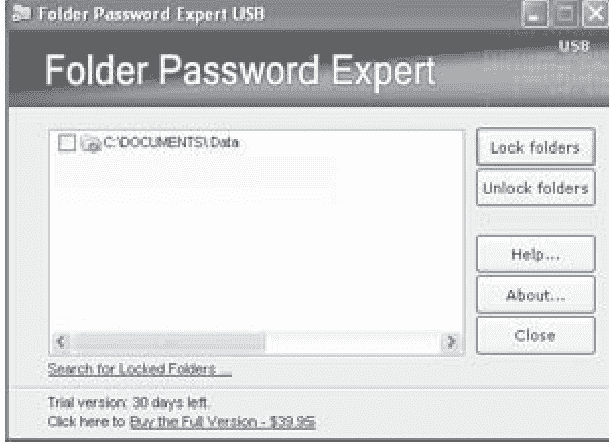 Folder Password Expert USB
USB
Folder Password Expert
C:\DOCUMENTS\Data
Lock folders
Unlock folders
Help...
About...
Close
Search for Locked Folders ...
Trial version: 30 days left.
Click here to Buy the Full Version - $39.95